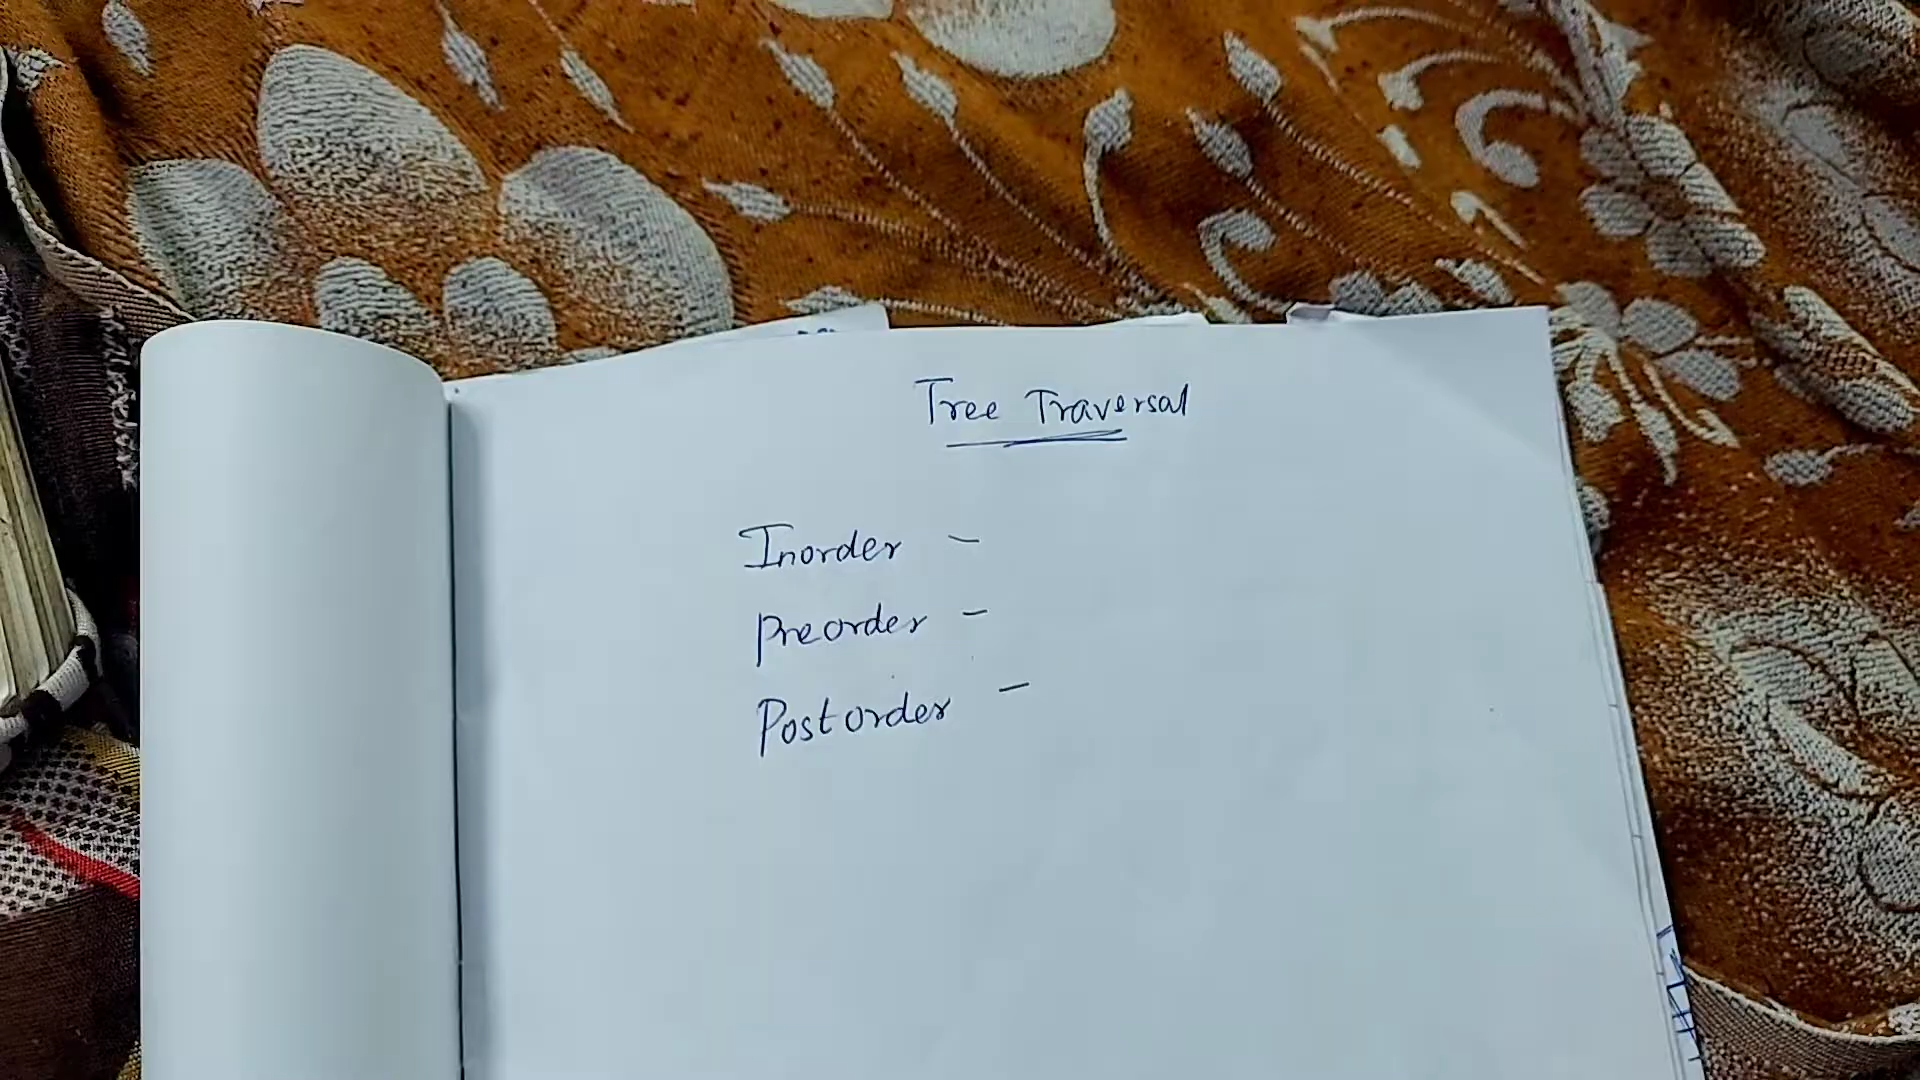 Tree Traversal
Inorder -
Preorder -
Postorder -